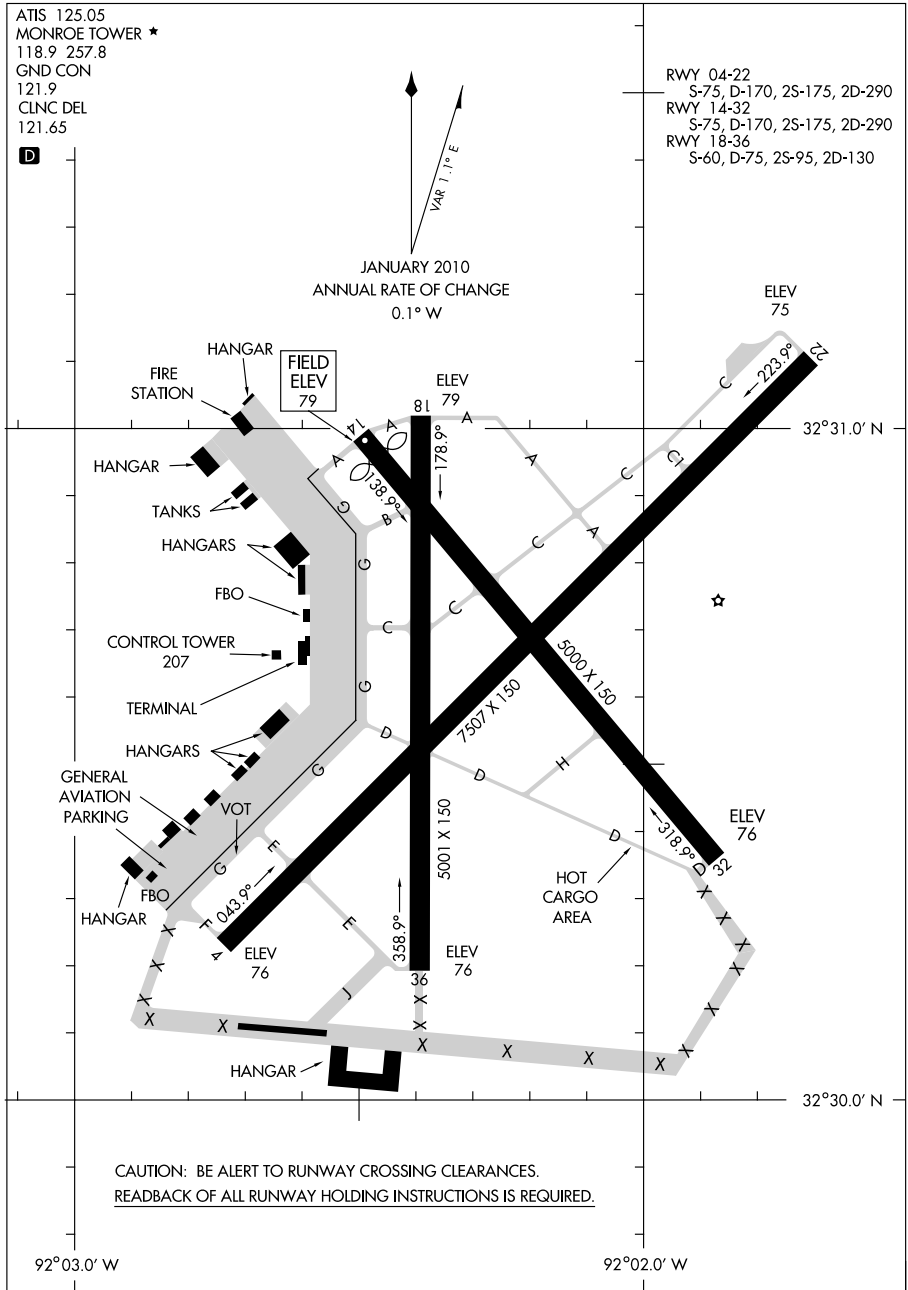 ATIS 125.05
MONROE TOWER ★
118.9 257.8
GND CON
121.9
CLNC DEL
121.65
D
RWY 04-22
S-75, D-170, 2S-175, 2D-290
RWY 14-32
S-75, D-170, 2S-175, 2D-290
RWY 18-36
S-60, D-75, 2S-95, 2D-130
VAR 1.1° E
JANUARY 2010
ANNUAL RATE OF CHANGE
0.1° W
ELEV
75
22
223.9°
C
HANGAR
FIRE
STATION
FIELD
ELEV
79
ELEV
79
18
14
A
A
178.9°
32°31.0' N
HANGAR
A
A
C1
C
TANKS
138.9°
G
B
A
C
HANGARS
G
FBO
C
C
CONTROL TOWER
207
TERMINAL
G
5000 X 150
7507 X 150
HANGARS
D
D
H
G
GENERAL
AVIATION
PARKING
VOT
5001 X 150
ELEV
76
318.9°
32
D
D
E
G
HOT
CARGO
AREA
FBO
HANGAR
043.9°
F
4
E
358.9°
ELEV
76
36
ELEV
76
X
X
X
X
X
X
X
J
X
X
X
X
X
X
X
X
X
X
X
HANGAR
32°30.0' N
CAUTION: BE ALERT TO RUNWAY CROSSING CLEARANCES.
READBACK OF ALL RUNWAY HOLDING INSTRUCTIONS IS REQUIRED.
92°03.0' W
92°02.0' W